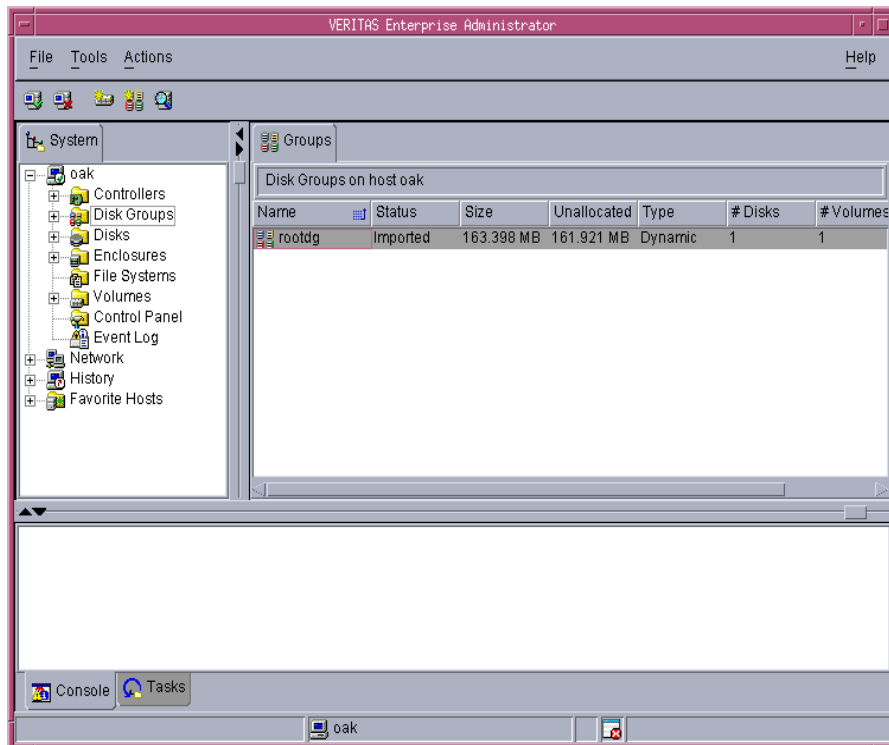 VERITAS Enterprise Administrator
File Tools Actions Help
System
oak
Controllers
Disk Groups
Disks
Enclosures
File Systems
Volumes
Control Panel
Event Log
Network
History
Favorite Hosts
Groups
Disk Groups on host oak
Name Status Size Unallocated Type # Disks # Volumes
rootdg Imported 163.398 MB 161.921 MB Dynamic 1 1
Console Tasks
oak